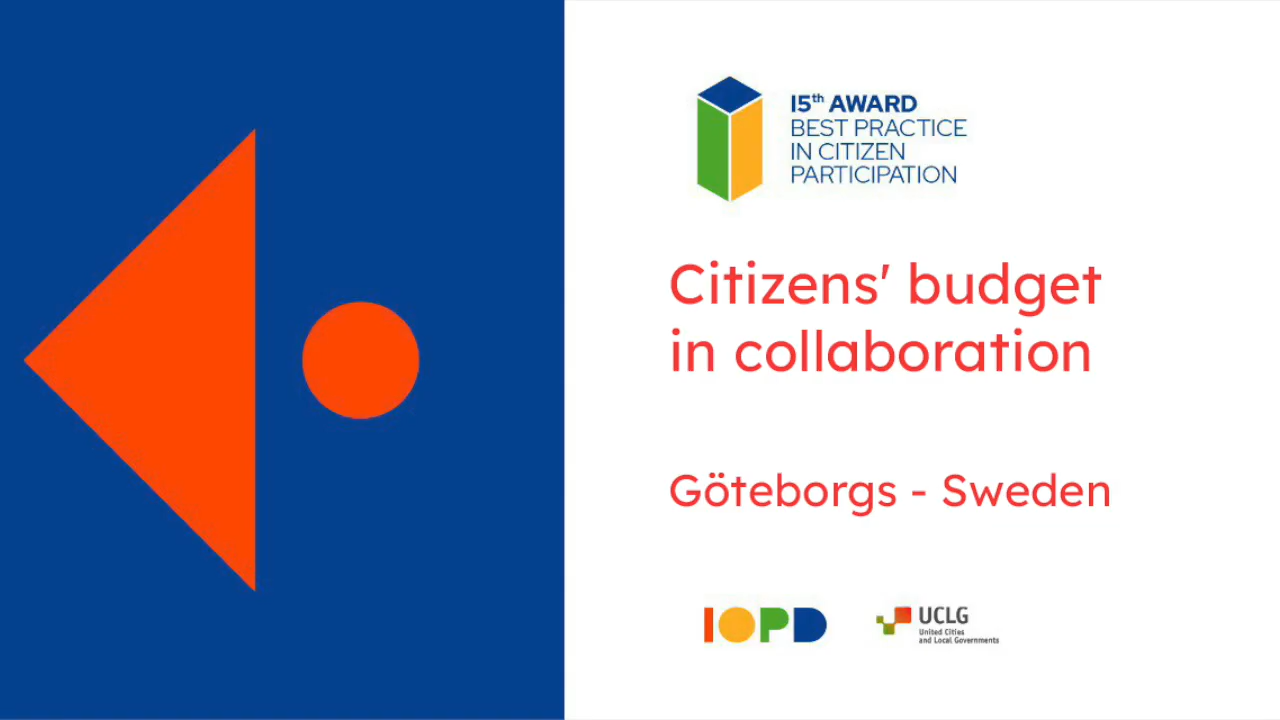 15th AWARD
BEST PRACTICE
IN CITIZEN
PARTICIPATION
Citizens' budget
in collaboration
Göteborgs - Sweden
IOPD
UCLG
United Cities
and Local Governments